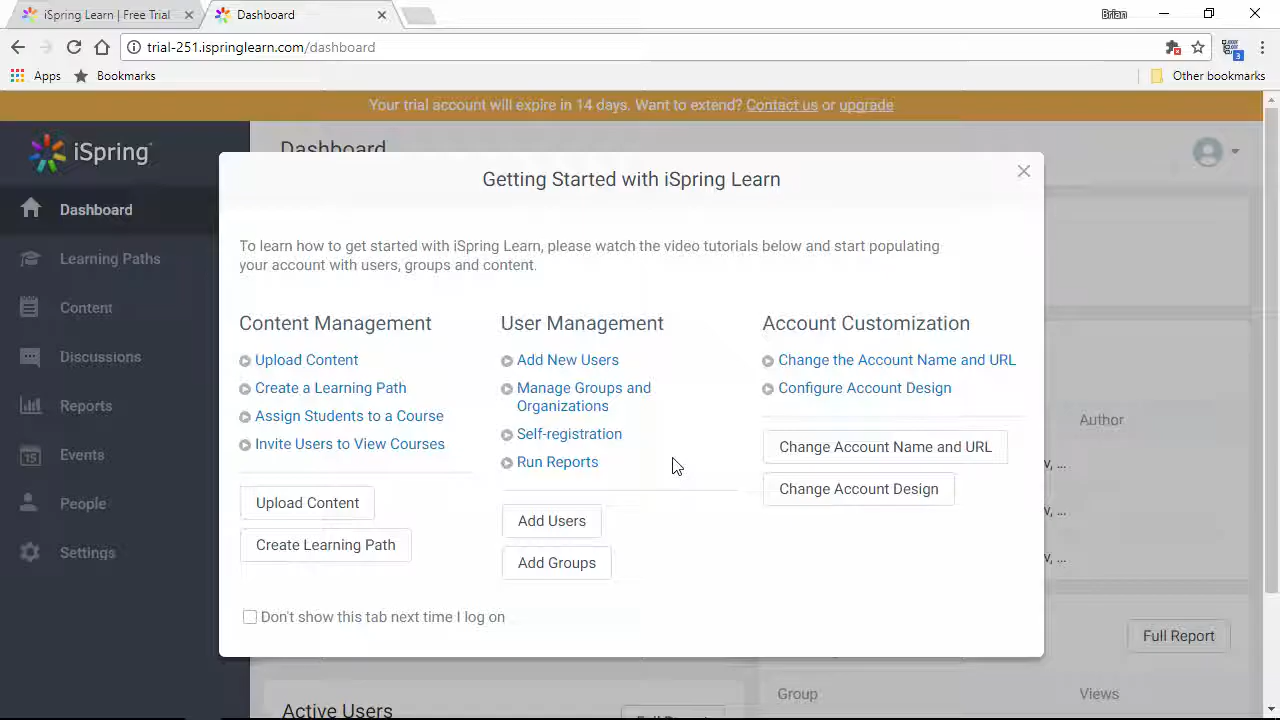 iSpring Learn | Free Trial
Dashboard
Brian
trial-251.ispringlearn.com/dashboard
3
Apps
Bookmarks
Other bookmarks
Your trial account will expire in 14 days. Want to extend? Contact us or upgrade
iSpring
Dashboard
Dashboard
Learning Paths
Content
Discussions
Reports
15
Events
People
Settings
Getting Started with iSpring Learn
To learn how to get started with iSpring Learn, please watch the video tutorials below and start populating
your account with users, groups and content.
Content Management
Upload Content
Create a Learning Path
Assign Students to a Course
Invite Users to View Courses
Upload Content
Create Learning Path
User Management
Add New Users
Manage Groups and
Organizations
Self-registration
Run Reports
Add Users
Add Groups
Account Customization
Change the Account Name and URL
Configure Account Design
Change Account Name and URL
Change Account Design
Don't show this tab next time I log on
Author
v, ...
v, ...
v, ...
Full Report
Group
Views
Active Users